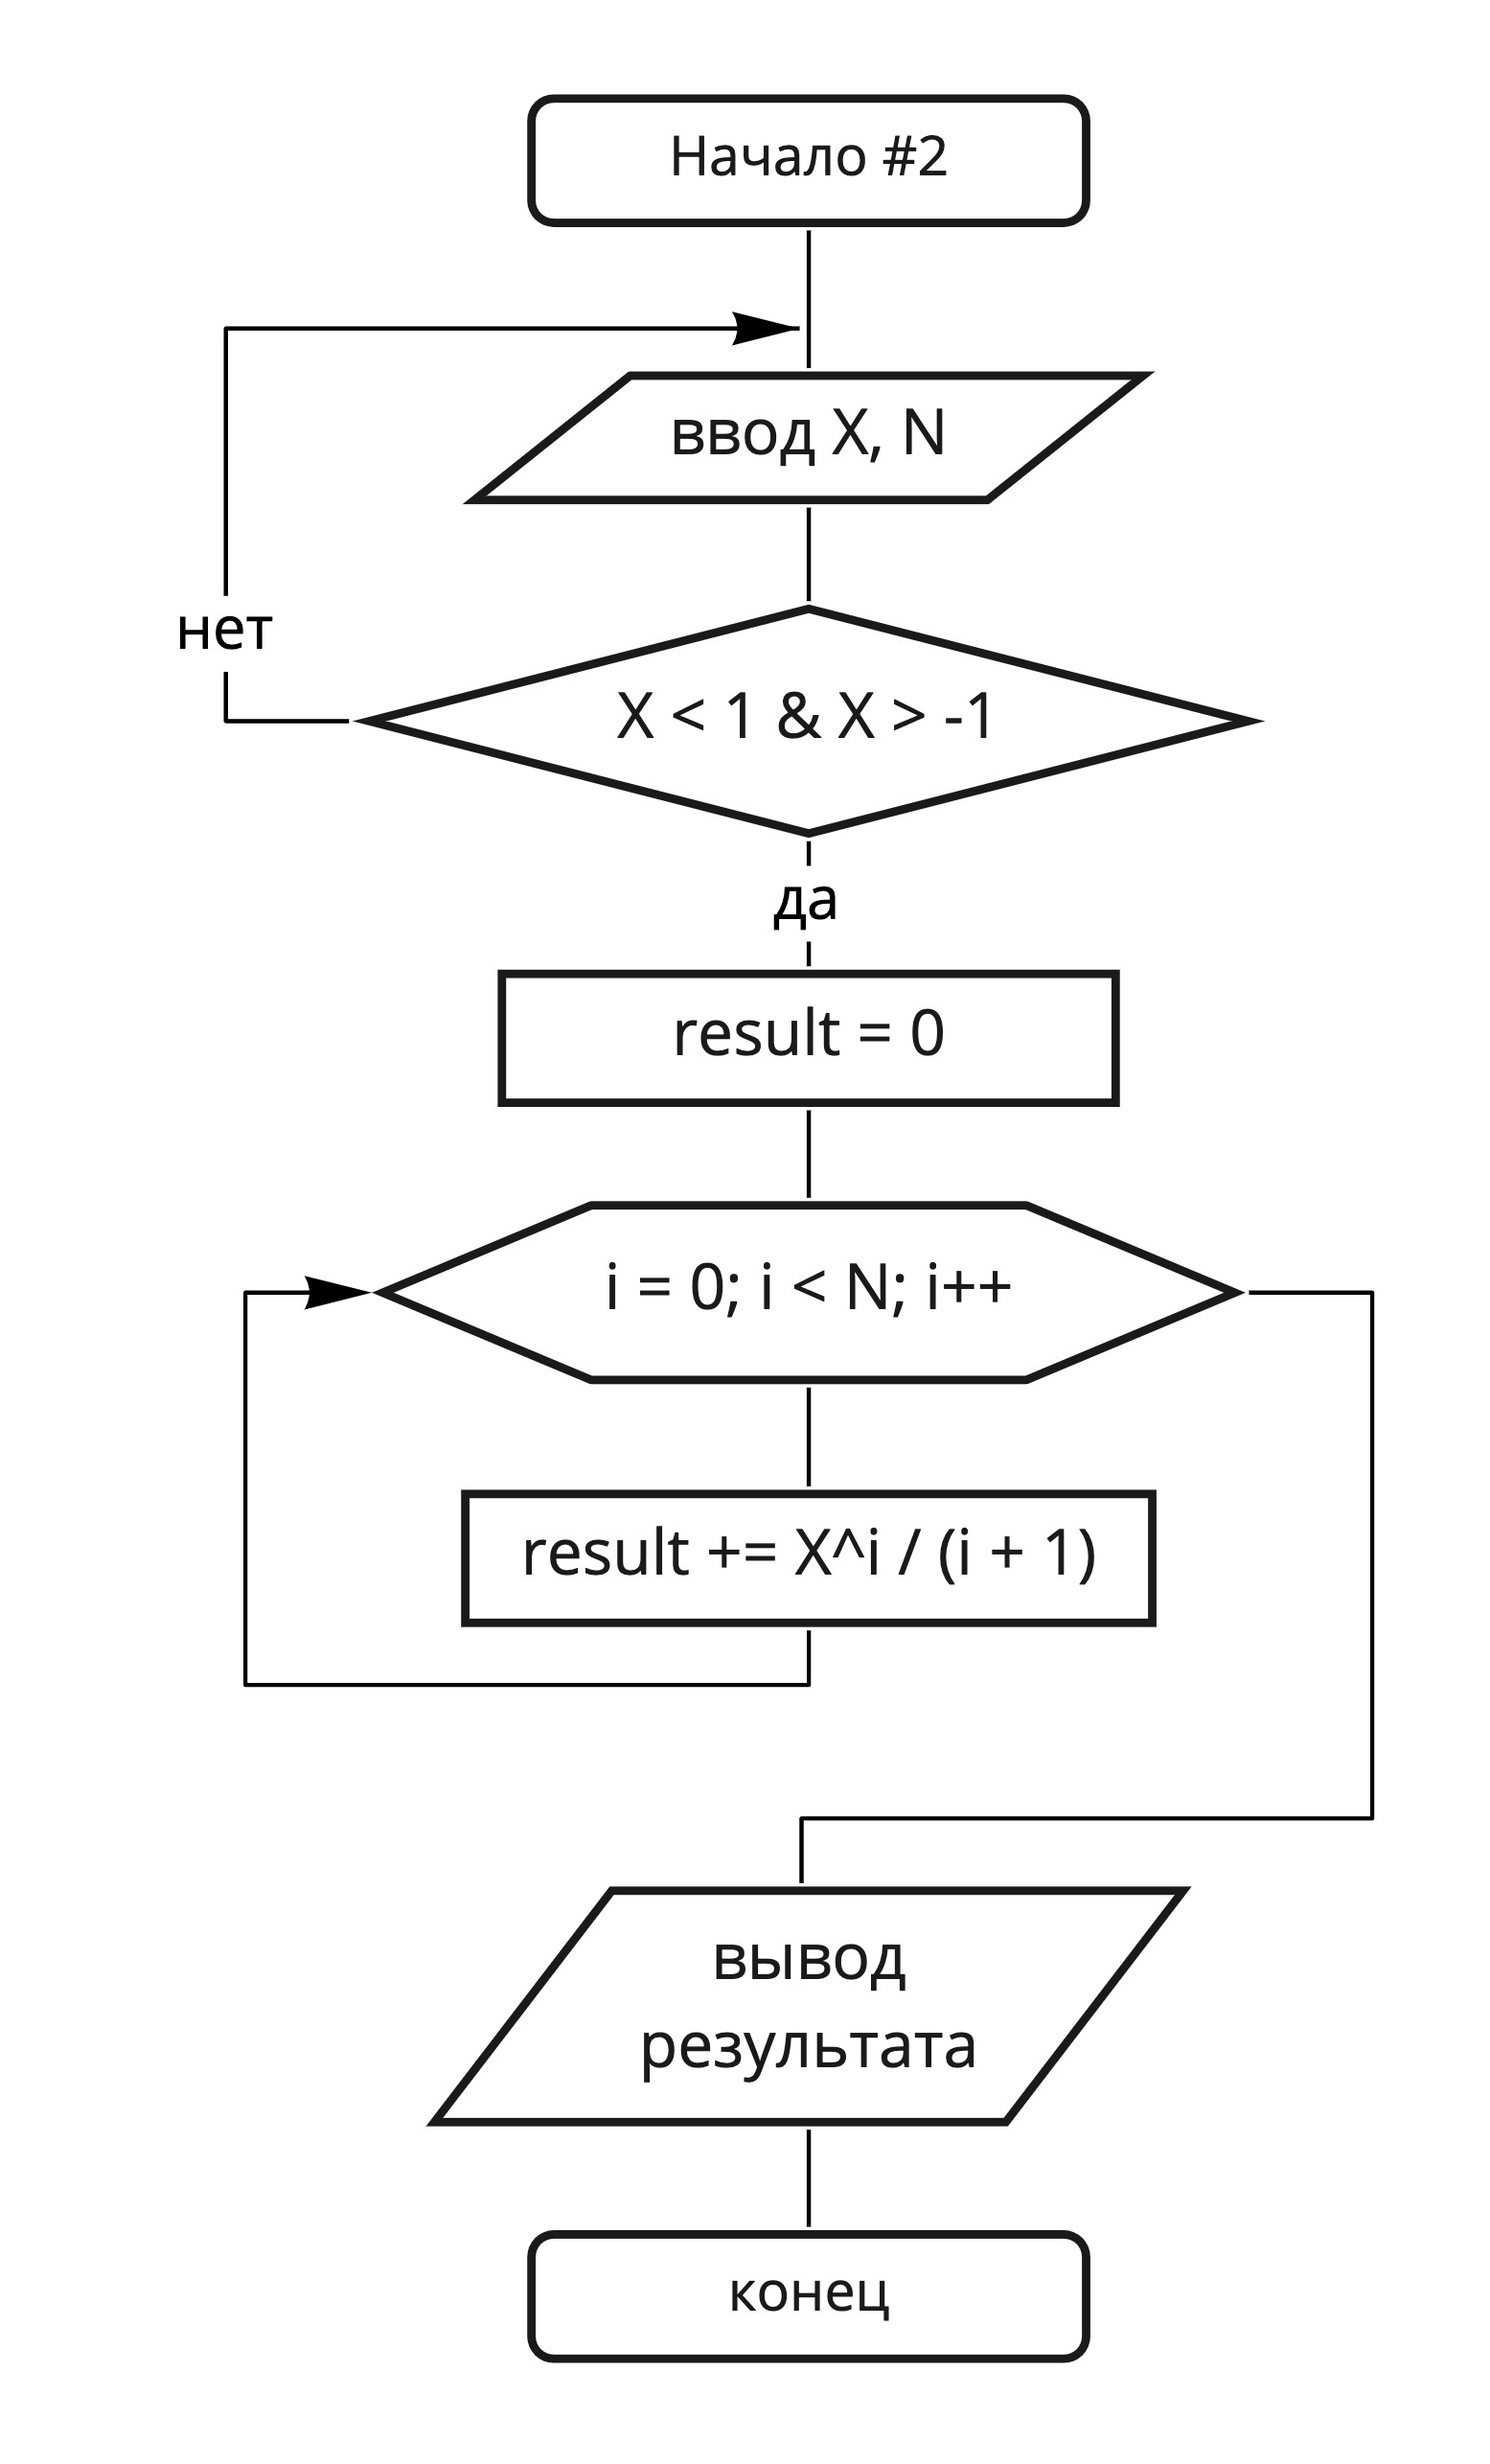 Начало #2
ввод X, N
нет
X < 1 & X > -1
да
result = 0
i = 0; i < N; i++
result += X^i / (i + 1)
вывод
результата
конец